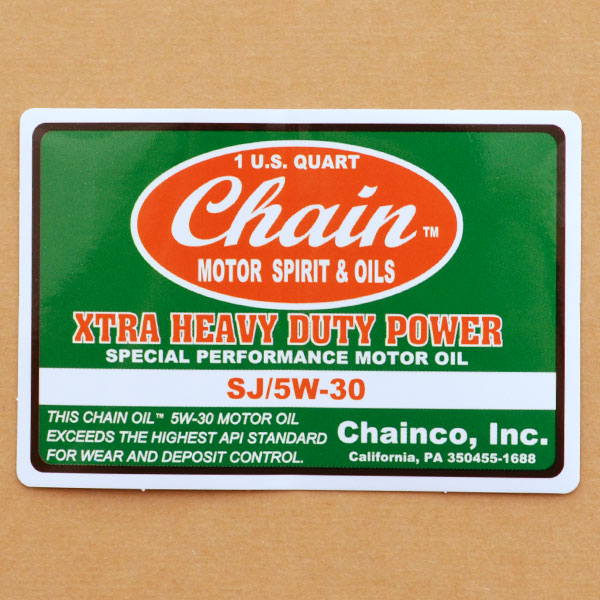 1 U.S. QUART
Chain ™
MOTOR SPIRIT & OILS
XTRA HEAVY DUTY POWER
SPECIAL PERFORMANCE MOTOR OIL
SJ/5W-30
THIS CHAIN OIL™ 5W-30 MOTOR OIL
EXCEEDS THE HIGHEST API STANDARD
FOR WEAR AND DEPOSIT CONTROL.
Chainco, Inc.
California, PA 350455-1688